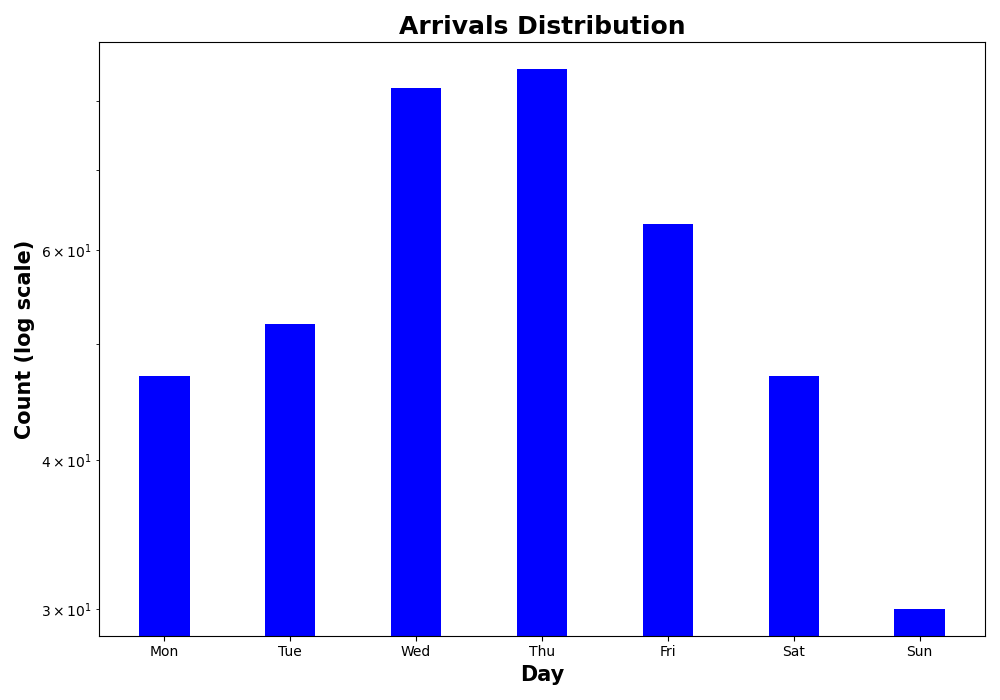 Arrivals Distribution
Count (log scale)
6 × 10¹
4 × 10¹
3 × 10¹
Mon Tue Wed Thu Fri Sat Sun
Day